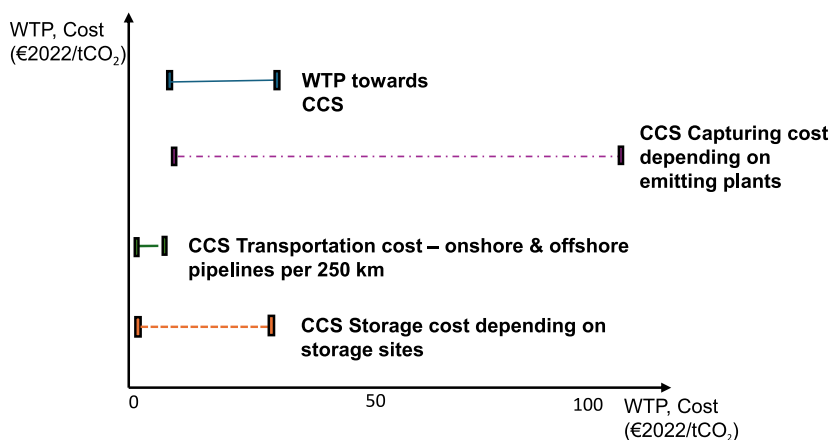 WTP, Cost
(€2022/tCO₂)
WTP towards
CCS
CCS Capturing cost
depending on
emitting plants
CCS Transportation cost – onshore & offshore
pipelines per 250 km
CCS Storage cost depending on
storage sites
0
50
100
WTP, Cost
(€2022/tCO₂)